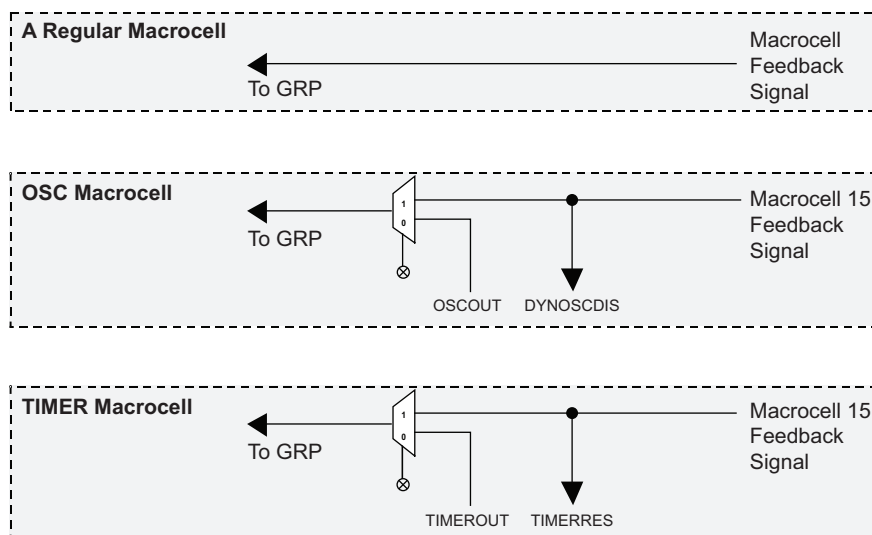 A Regular Macrocell
Macrocell
Feedback
Signal
To GRP
OSC Macrocell
1
0
Macrocell 15
Feedback
Signal
To GRP
OSCOUT DYNOSCDIS
TIMER Macrocell
1
0
Macrocell 15
Feedback
Signal
To GRP
TIMEROUT TIMERRES